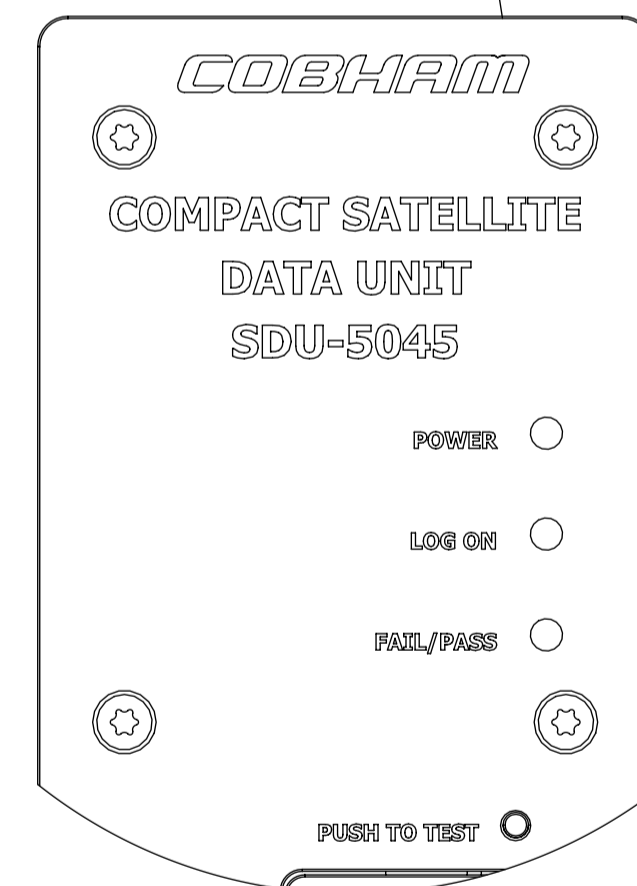 COBHAM
COMPACT SATELLITE
DATA UNIT
SDU-5045
POWER
LOG ON
FAIL/PASS
PUSH TO TEST